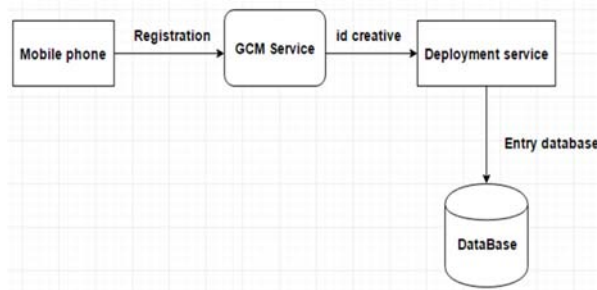 Registration
id creative
Mobile phone
GCM Service
Deployment service
Entry database
DataBase